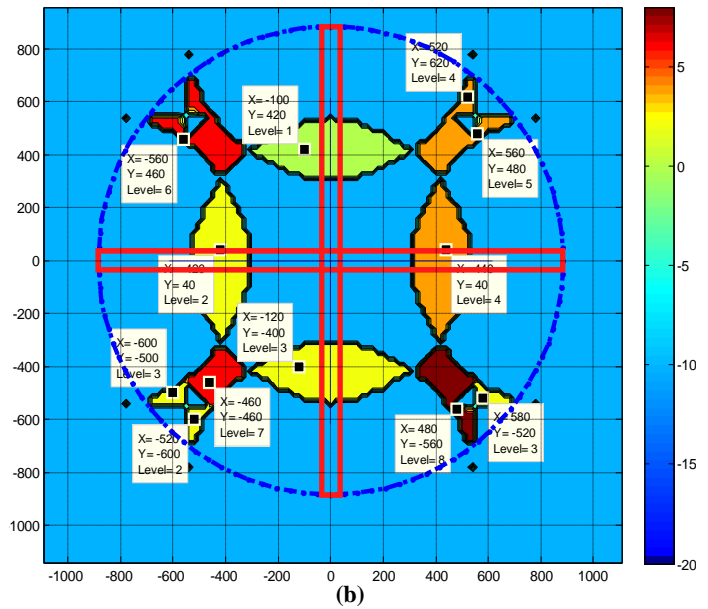 800
600
400
200
0
-200
-400
-600
-800
1000
-1000
-800
-600
-400
-200
0
200
400
600
800
1000
X= 520
Y= 620
Level= 4
X= -100
Y= 420
Level= 1
X= -560
Y= 460
Level= 6
X= 560
Y= 480
Level= 5
Y= 40
Level= 2
Y= 40
Level= 4
X= -120
Y= -400
Level= 3
X= -600
Y= -500
Level= 3
X= -460
Y= -460
Level= 7
X= -520
Y= -600
Level= 2
X= 480
Y= -560
Level= 8
X= 580
Y= -520
Level= 3
5
0
-5
-10
-15
-20
(b)